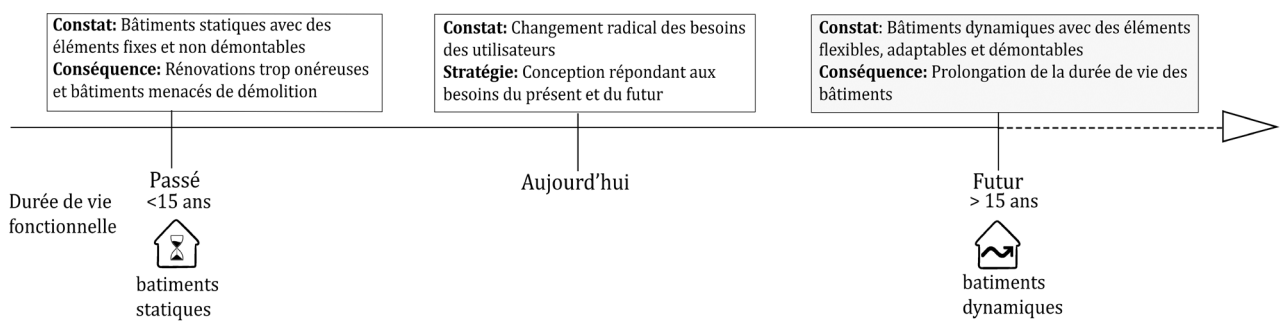 Constat: Bâtiments statiques avec des
éléments fixes et non démontables
Conséquence: Rénovations trop onéreuses
et bâtiments menacés de démolition
Constat: Changement radical des besoins
des utilisateurs
Stratégie: Conception répondant aux
besoins du présent et du futur
Constat: Bâtiments dynamiques avec des éléments
flexibles, adaptables et démontables
Conséquence: Prolongation de la durée de vie des
bâtiments
Passé
Aujourd'hui
Futur
Durée de vie
fonctionnelle
<15 ans
> 15 ans
batiments
statiques
batiments
dynamiques